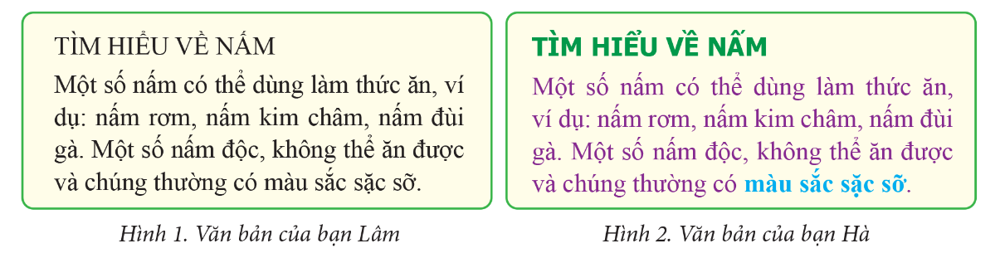 TÌM HIỂU VỀ NẤM
Một số nấm có thể dùng làm thức ăn, ví
dụ: nấm rơm, nấm kim châm, nấm đùi
gà. Một số nấm độc, không thể ăn được
và chúng thường có màu sắc sặc sỡ.
Hình 1. Văn bản của bạn Lâm
TÌM HIỂU VỀ NẤM
Một số nấm có thể dùng làm thức ăn,
ví dụ: nấm rơm, nấm kim châm, nấm đùi
gà. Một số nấm độc, không thể ăn được
và chúng thường có màu sắc sặc sỡ.
Hình 2. Văn bản của bạn Hà